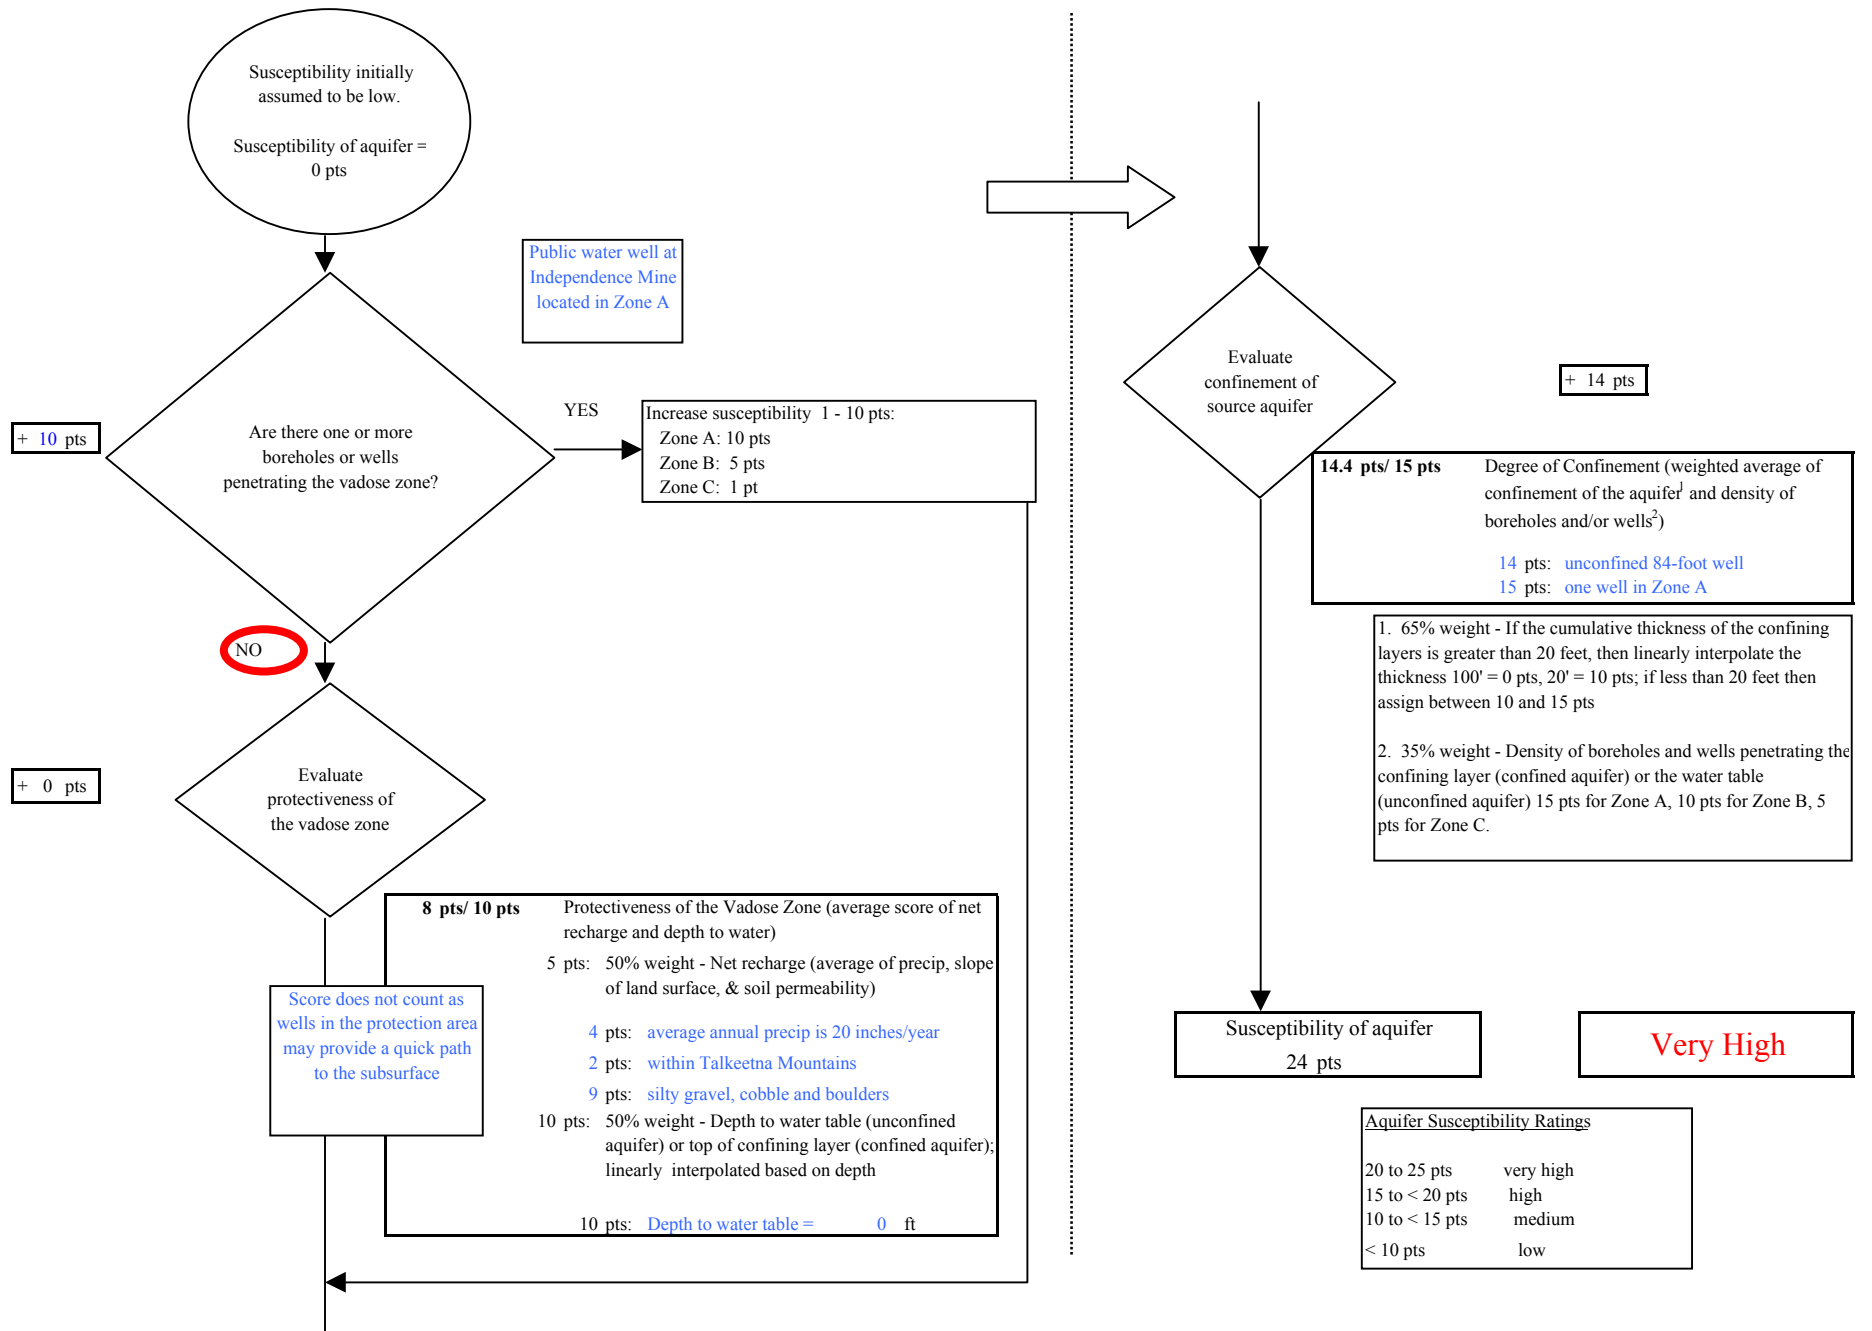 Susceptibility initially
assumed to be low.
Susceptibility of aquifer =
0 pts
Public water well at
Independence Mine
located in Zone A
+ 10 pts
Are there one or more
boreholes or wells
penetrating the vadose zone?
YES
Increase susceptibility 1 - 10 pts:
Zone A: 10 pts
Zone B: 5 pts
Zone C: 1 pt
NO
+ 0 pts
Evaluate
protectiveness of
the vadose zone
8 pts/ 10 pts
Protectiveness of the Vadose Zone (average score of net
recharge and depth to water)
5 pts: 50% weight - Net recharge (average of precip, slope
of land surface, & soil permeability)
4 pts: average annual precip is 20 inches/year
2 pts: within Talkeetna Mountains
9 pts: silty gravel, cobble and boulders
10 pts: 50% weight - Depth to water table (unconfined
aquifer) or top of confining layer (confined aquifer);
linearly interpolated based on depth
10 pts: Depth to water table = 0 ft
Score does not count as
wells in the protection area
may provide a quick path
to the subsurface
Evaluate
confinement of
source aquifer
+ 14 pts
14.4 pts/ 15 pts
Degree of Confinement (weighted average of
confinement of the aquifer1 and density of
boreholes and/or wells2)
14 pts: unconfined 84-foot well
15 pts: one well in Zone A
1. 65% weight - If the cumulative thickness of the confining
layers is greater than 20 feet, then linearly interpolate the
thickness 100' = 0 pts, 20' = 10 pts; if less than 20 feet then
assign between 10 and 15 pts
2. 35% weight - Density of boreholes and wells penetrating the
confining layer (confined aquifer) or the water table
(unconfined aquifer) 15 pts for Zone A, 10 pts for Zone B, 5
pts for Zone C.
Susceptibility of aquifer
24 pts
Very High
Aquifer Susceptibility Ratings
20 to 25 pts very high
15 to < 20 pts high
10 to < 15 pts medium
< 10 pts low